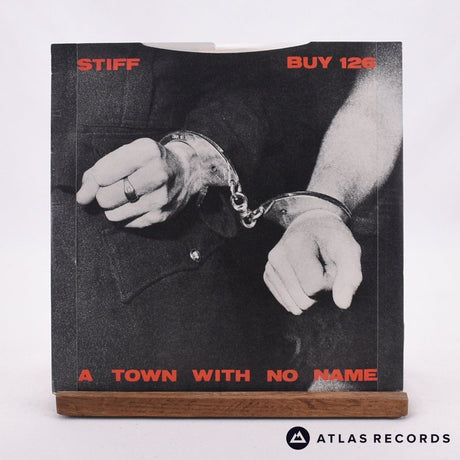 STIFF BUY 126
A TOWN WITH NO NAME
ATLAS RECORDS